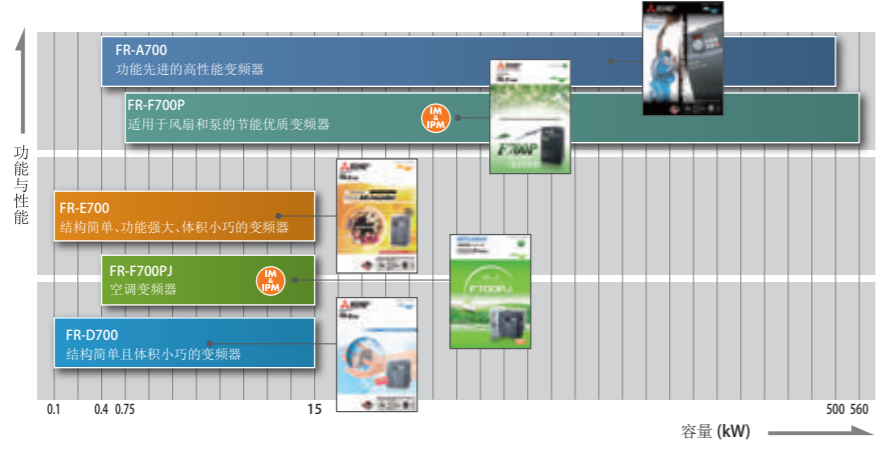 FR-A700
功能先进的高性能变频器
FR-F700P
适用于风扇和泵的节能优质变频器
IM
&
IPM
F700P
功能与性能
FR-E700
结构简单、功能强大、体积小巧的变频器
FR-F700PJ
空调变频器
IM
&
IPM
F700PJ
FR-D700
结构简单且体积小巧的变频器
0.1 0.4 0.75 15 500 560
容量 (kW)